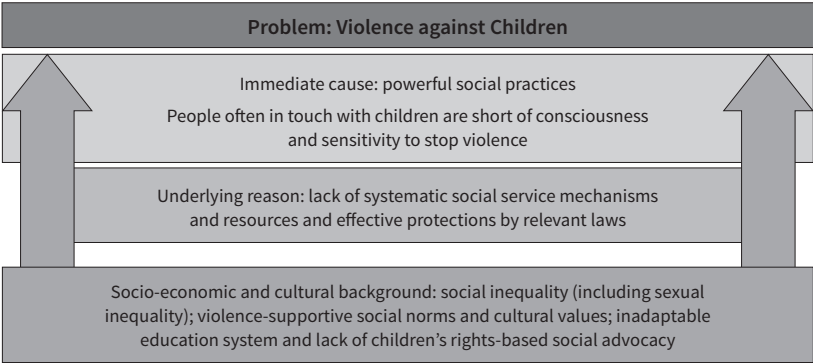 Problem: Violence against Children
Immediate cause: powerful social practices
People often in touch with children are short of consciousness
and sensitivity to stop violence
Underlying reason: lack of systematic social service mechanisms
and resources and effective protections by relevant laws
Socio-economic and cultural background: social inequality (including sexual
inequality); violence-supportive social norms and cultural values; inadaptable
education system and lack of children’s rights-based social advocacy